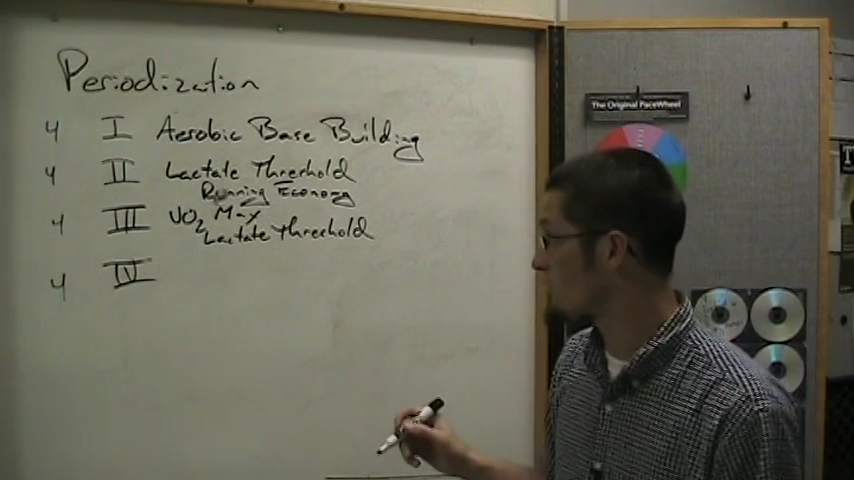 Periodization
4 I Aerobic Base Building
4 II Lactate Threshold
Running Economy
4 III VO2 Max
Lactate Threshold
4 IV
The Original PaceWheel
T